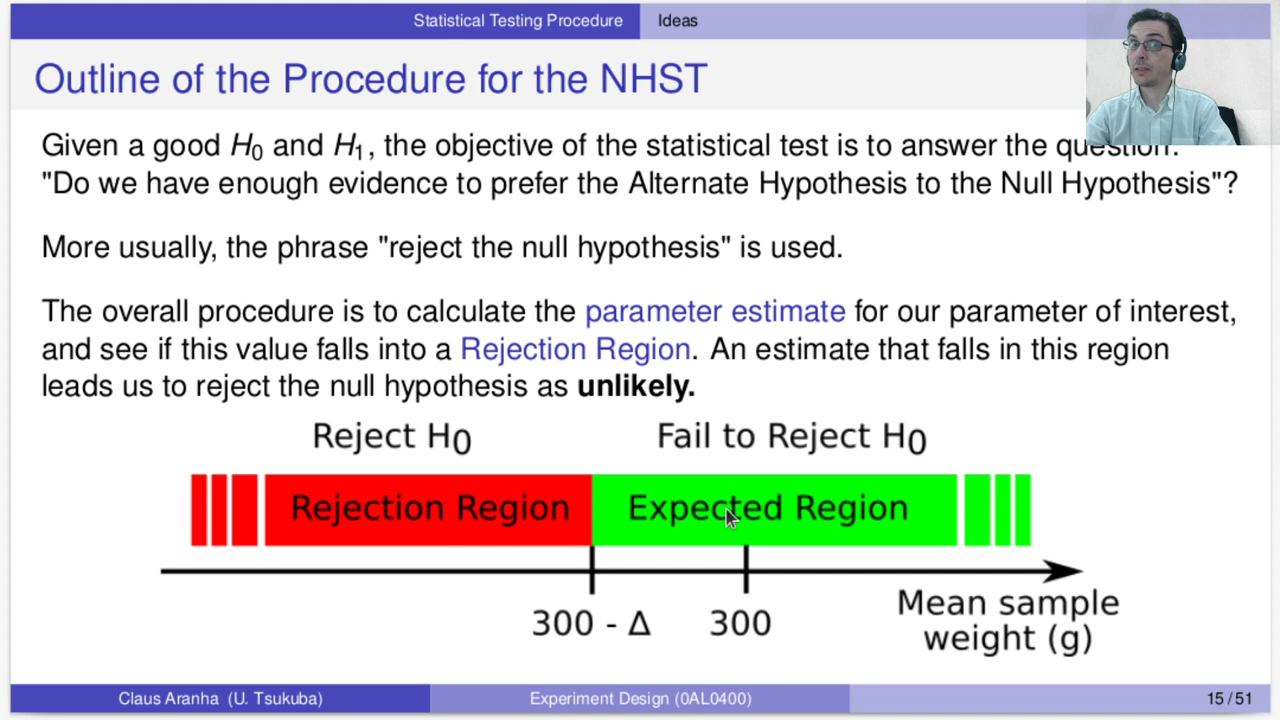 Statistical Testing Procedure Ideas
Outline of the Procedure for the NHST
Given a good H0 and H1, the objective of the statistical test is to answer the question:
"Do we have enough evidence to prefer the Alternate Hypothesis to the Null Hypothesis"?
More usually, the phrase "reject the null hypothesis" is used.
The overall procedure is to calculate the parameter estimate for our parameter of interest,
and see if this value falls into a Rejection Region. An estimate that falls in this region
leads us to reject the null hypothesis as unlikely.
Reject H0 Fail to Reject H0
Rejection Region Expected Region
300 - Δ 300
Mean sample
weight (g)
Claus Aranha (U. Tsukuba) Experiment Design (0AL0400) 15 / 51